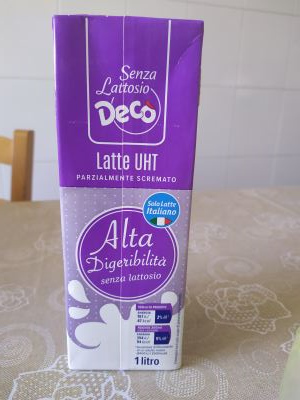 Senza
Lattosio
Decò
Latte UHT
PARZIALMENTE SCREMATO
Solo Latte
Italiano
Alta
Digeribilità
senza lattosio
1 litro